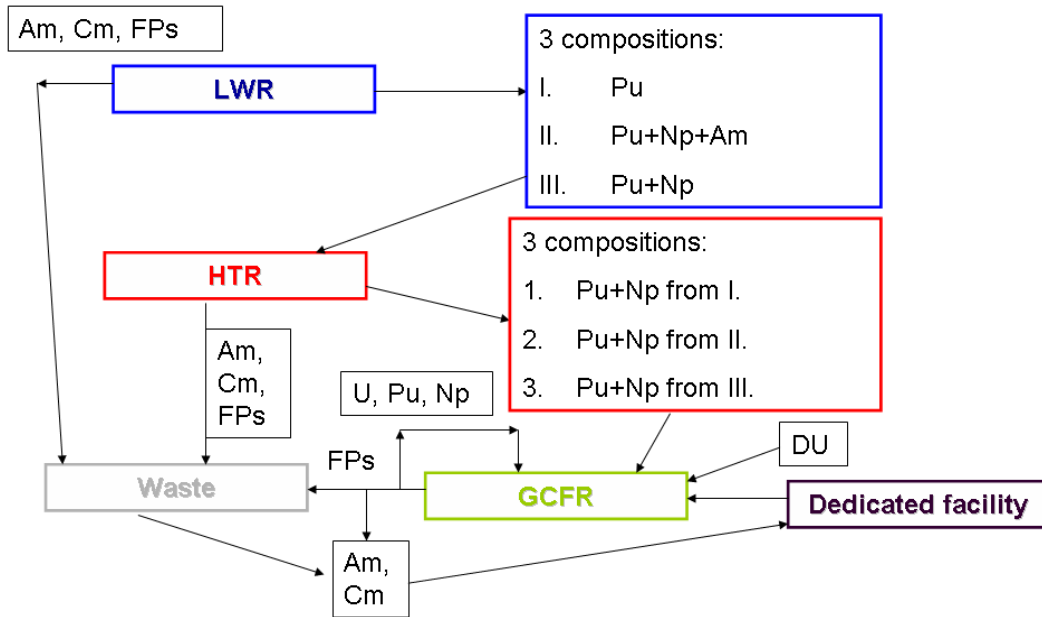 Am, Cm, FPs
LWR
3 compositions:
I. Pu
II. Pu+Np+Am
III. Pu+Np
HTR
3 compositions:
1. Pu+Np from I.
2. Pu+Np from II.
3. Pu+Np from III.
Am,
Cm,
FPs
U, Pu, Np
DU
FPs
Waste
GCFR
Dedicated facility
Am,
Cm